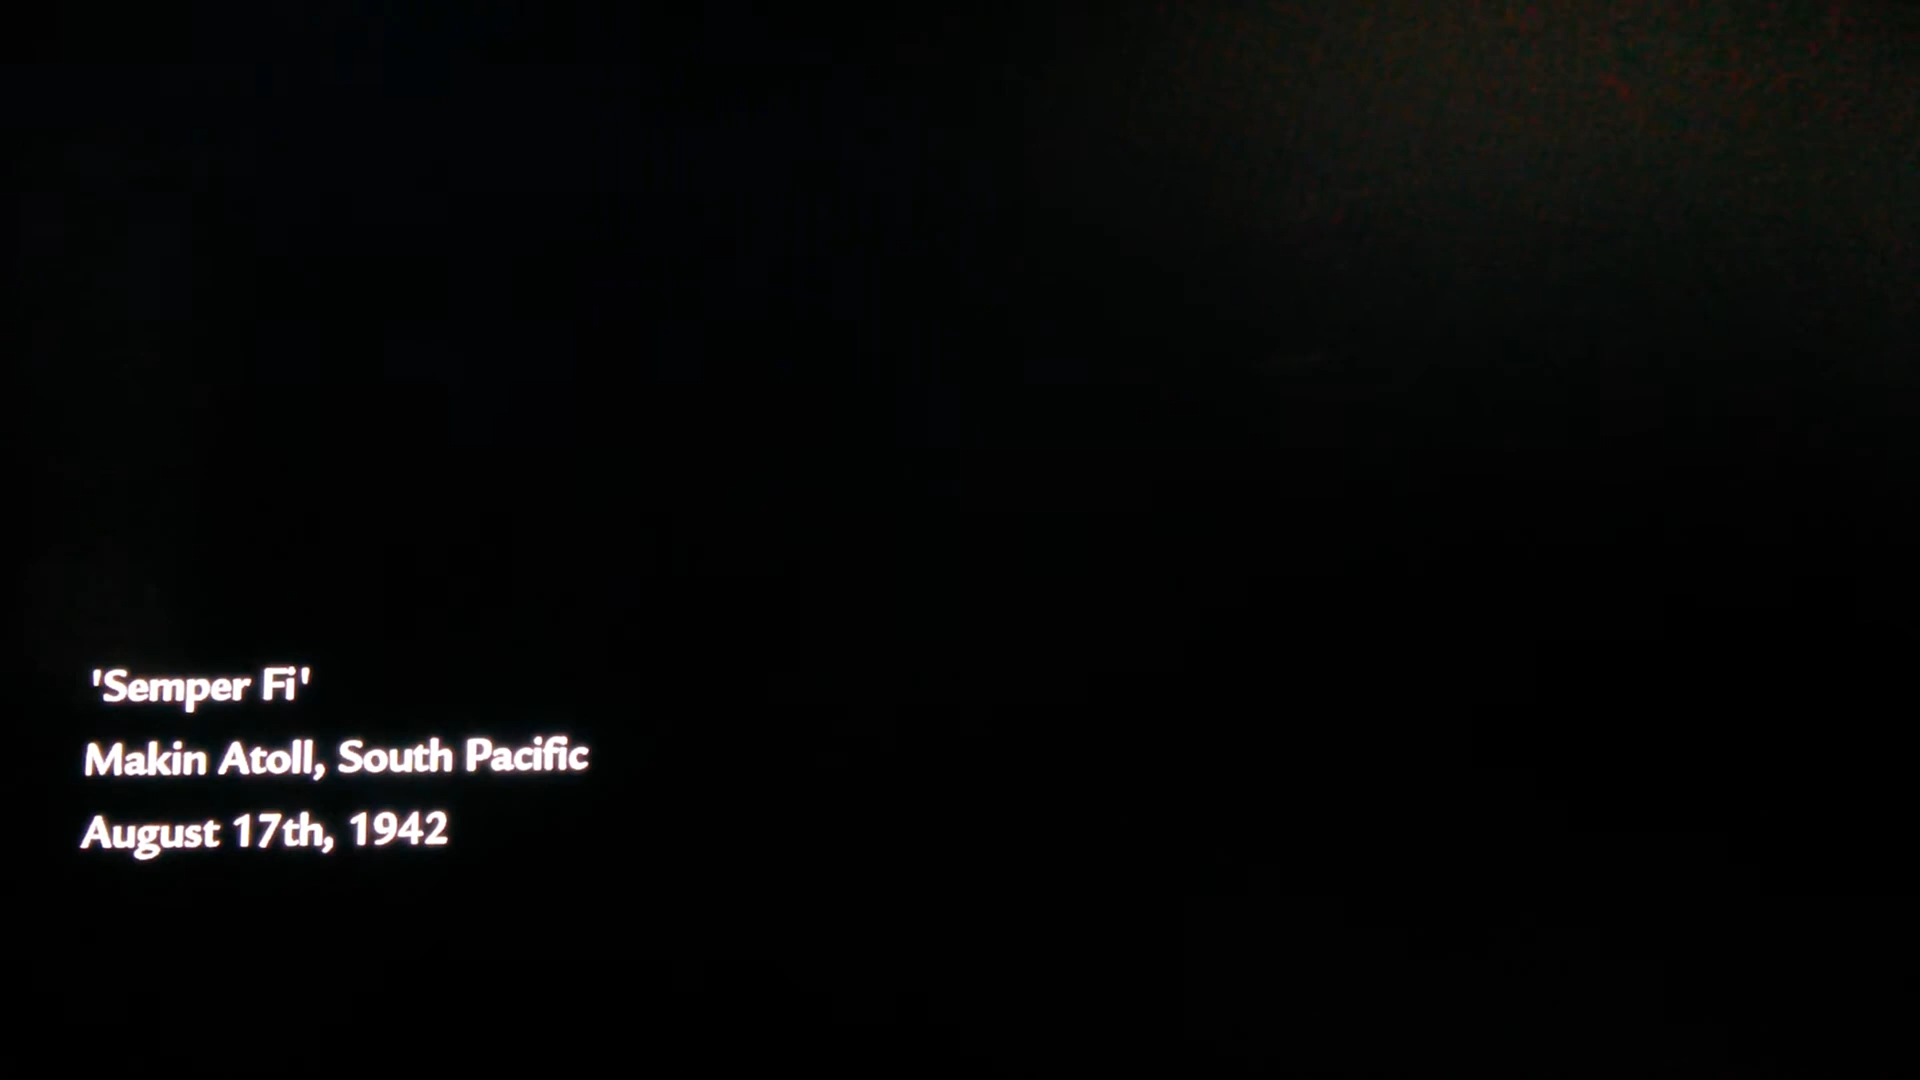 'Semper Fi'
Makin Atoll, South Pacific
August 17th, 1942